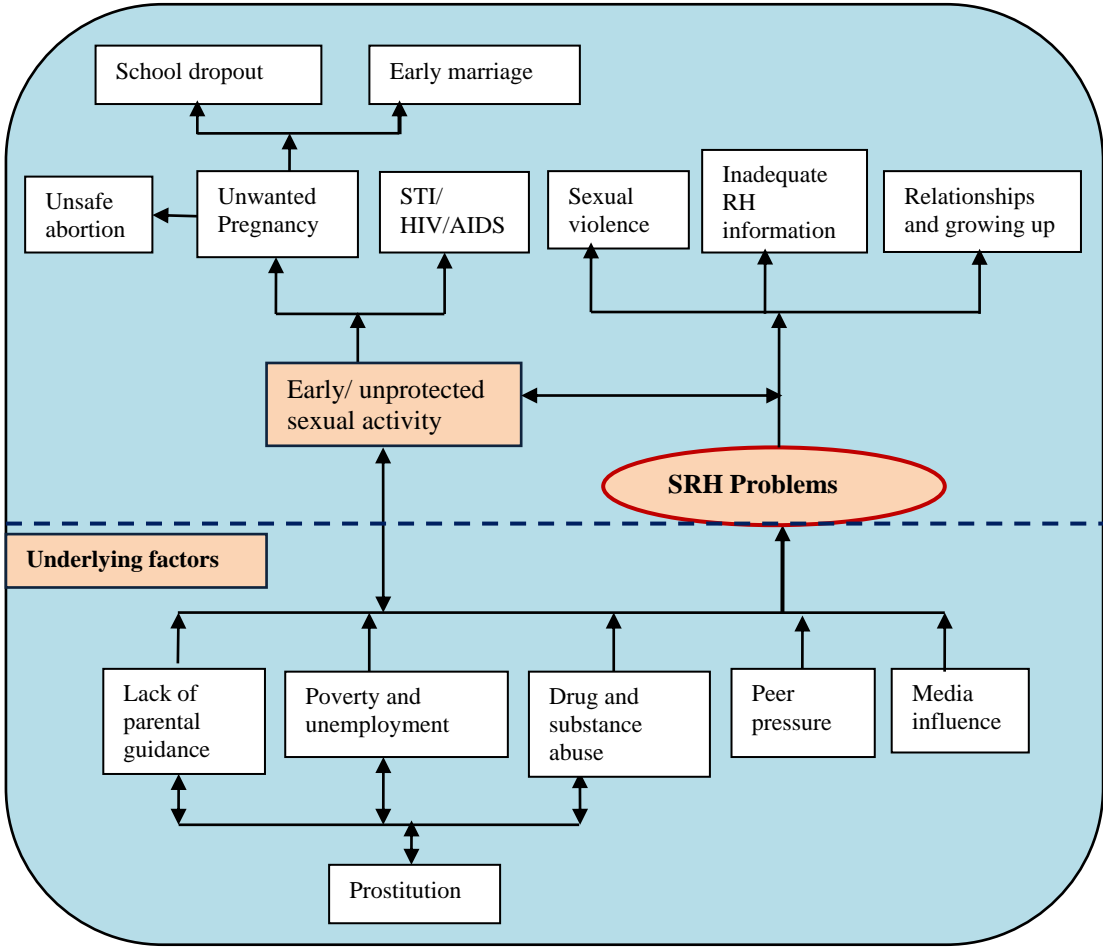 School dropout
Early marriage
Unsafe
abortion
Unwanted
Pregnancy
STI/
HIV/AIDS
Sexual
violence
Inadequate
RH
information
Relationships
and growing up
Early/ unprotected
sexual activity
SRH Problems
Underlying factors
Lack of
parental
guidance
Poverty and
unemployment
Drug and
substance
abuse
Peer
pressure
Media
influence
Prostitution